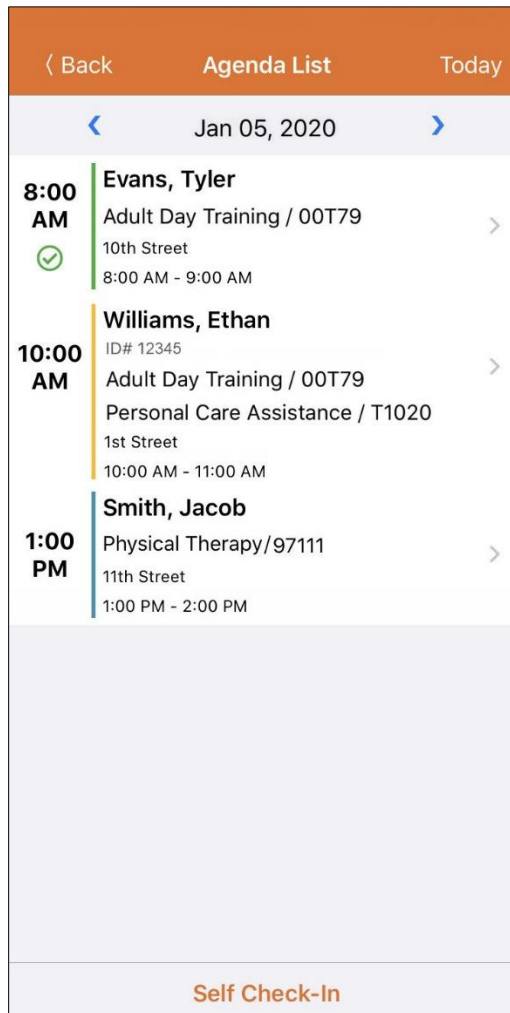 Back Agenda List Today
Jan 05, 2020
8:00 AM
Evans, Tyler
Adult Day Training / 00T79
10th Street
8:00 AM - 9:00 AM
10:00 AM
Williams, Ethan
ID# 12345
Adult Day Training / 00T79
Personal Care Assistance / T1020
1st Street
10:00 AM - 11:00 AM
1:00 PM
Smith, Jacob
Physical Therapy/97111
11th Street
1:00 PM - 2:00 PM
Self Check-In